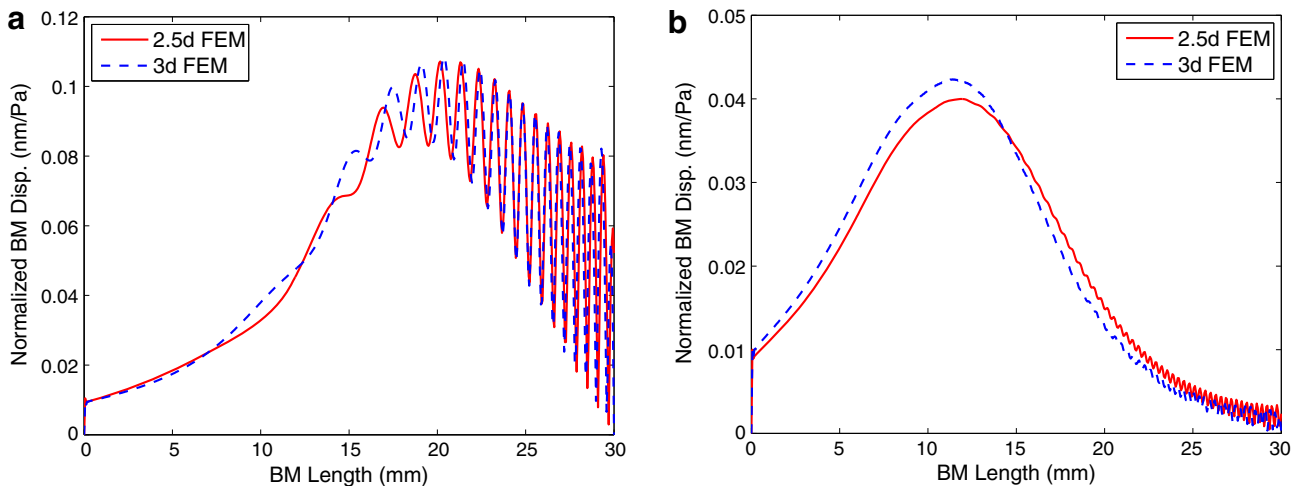 a
2.5d FEM
3d FEM
Normalized BM Disp. (nm/Pa)
0.12
0.1
0.08
0.06
0.04
0.02
0
0 5 10 15 20 25 30
BM Length (mm)
b
2.5d FEM
3d FEM
Normalized BM Disp. (nm/Pa)
0.05
0.04
0.03
0.02
0.01
0
0 5 10 15 20 25 30
BM Length (mm)